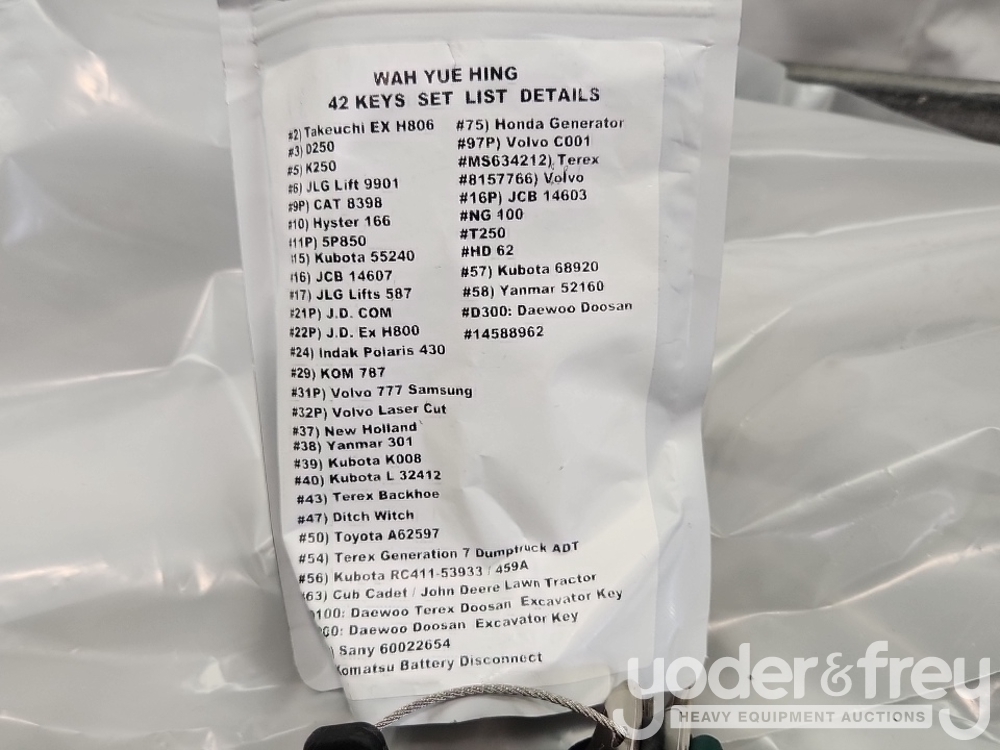 WAH YUE HING
42 KEYS SET LIST DETAILS
#2) Takeuchi EX H806
#3) D250
#5) K250
#6) JLG Lift 9901
#9P) CAT 8398
#10) Hyster 166
#11P) 5P850
#15) Kubota 55240
#16) JCB 14607
#17) JLG Lifts 587
#21P) J.D. COM
#22P) J.D. Ex H800
#24) Indak Polaris 430
#29) KOM 787
#31P) Volvo 777 Samsung
#32P) Volvo Laser Cut
#37) New Holland
#38) Yanmar 301
#39) Kubota K008
#40) Kubota L 32412
#43) Terex Backhoe
#47) Ditch Witch
#50) Toyota A62597
#54) Terex Generation 7 Dumptruck ADT
#56) Kubota RC411-53933 / 459A
#63) Cub Cadet / John Deere Lawn Tractor
100: Daewoo Terex Doosan Excavator Key
Daewoo Doosan Excavator Key
) Sany 60022654
Komatsu Battery Disconnect
#75) Honda Generator
#97P) Volvo C001
#MS634212) Terex
#8157766) Volvo
#16P) JCB 14603
#NG 100
#T250
#HD 62
#57) Kubota 68920
#58) Yanmar 52160
#D300: Daewoo Doosan
#14588962
yoder&frey
HEAVY EQUIPMENT AUCTIONS